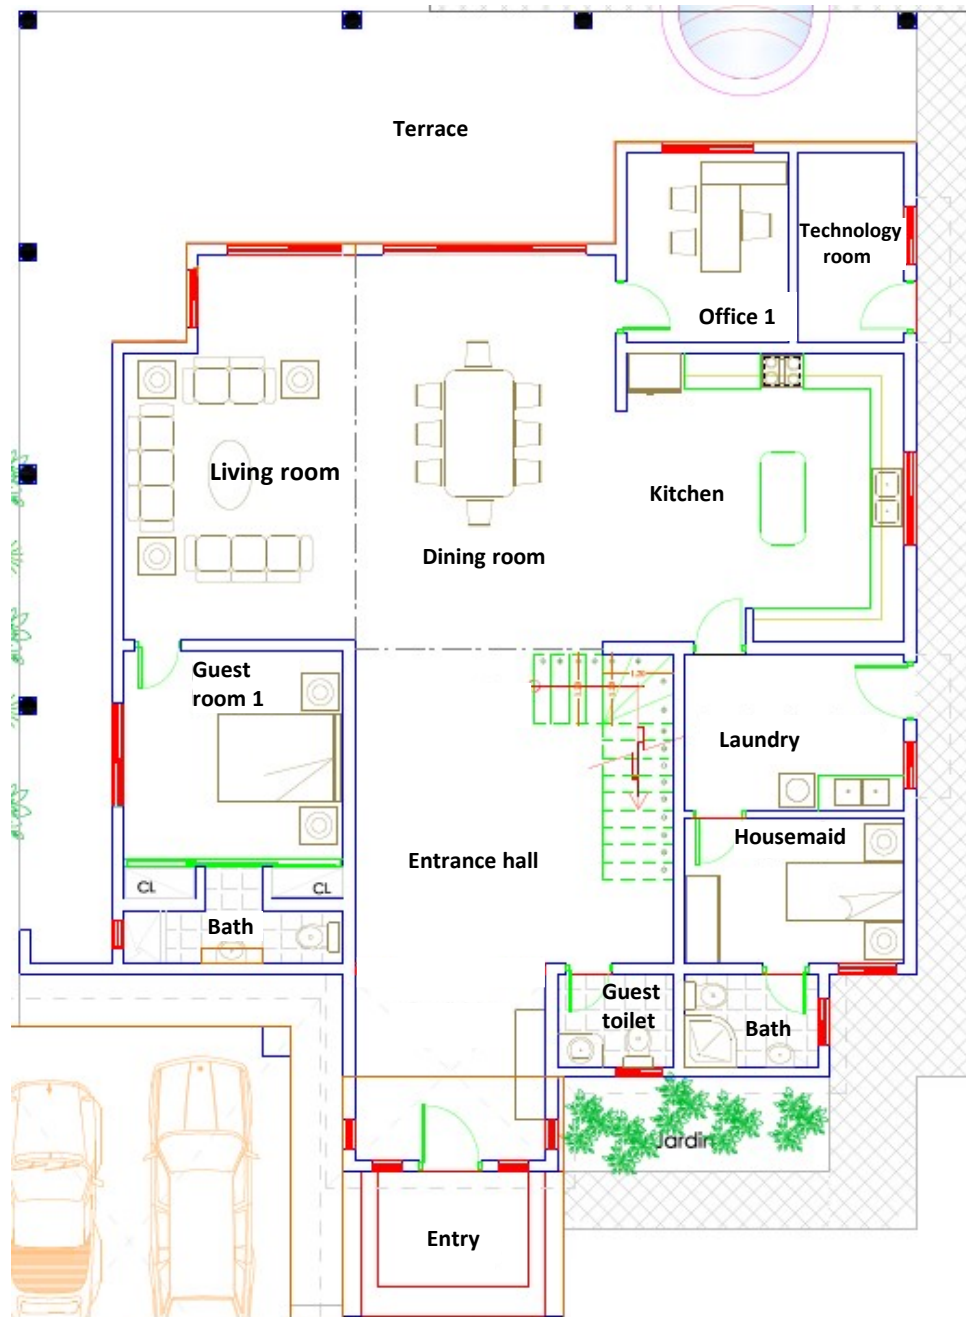 Terrace
Technology
room
Office 1
Living room
Kitchen
Dining room
Guest
room 1
Laundry
Housemaid
Entrance hall
CL
CL
Bath
Guest
toilet
Bath
Jardin
Entry